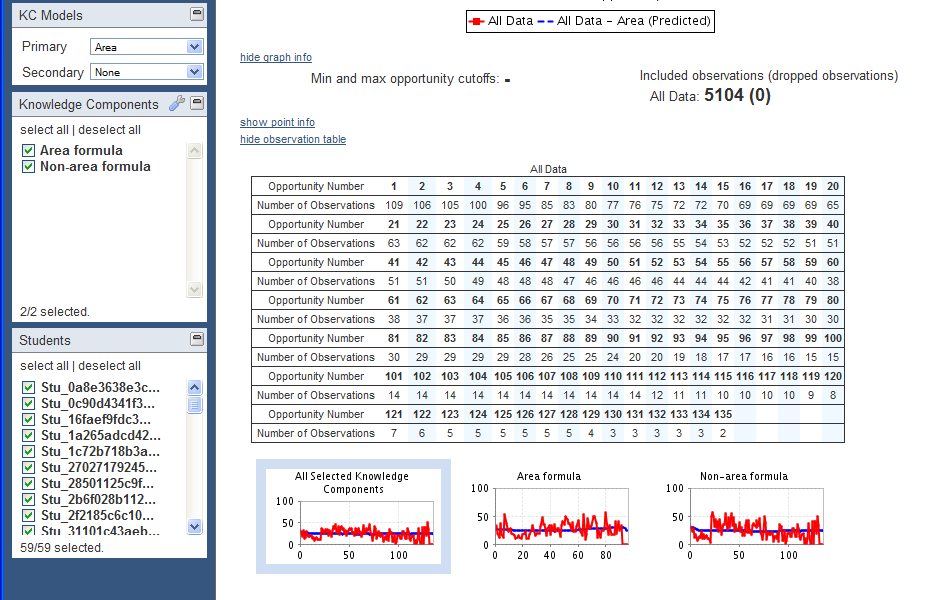 KC Models
Primary Area
Secondary None
Knowledge Components
select all | deselect all
Area formula
Non-area formula
2/2 selected.
Students
select all | deselect all
Stu_0a8e3638e3c...
Stu_0c90d4341f3...
Stu_16faef9fdc3...
Stu_1a265adcd42...
Stu_1c72b718b3a...
Stu_27027179245...
Stu_28501125c9f...
Stu_2b6f028b112...
Stu_2f2185c6c10...
Stu_31101c43aeb...
59/59 selected.
All Data All Data - Area (Predicted)
hide graph info
Min and max opportunity cutoffs: -
Included observations (dropped observations)
All Data: 5104 (0)
show point info
hide observation table
All Data
Opportunity Number 1 2 3 4 5 6 7 8 9 10 11 12 13 14 15 16 17 18 19 20
Number of Observations 109 106 105 100 96 95 85 83 80 77 76 75 72 72 70 69 69 69 69 65
Opportunity Number 21 22 23 24 25 26 27 28 29 30 31 32 33 34 35 36 37 38 39 40
Number of Observations 63 62 62 62 59 58 57 57 56 56 56 56 55 54 53 52 52 52 51 51
Opportunity Number 41 42 43 44 45 46 47 48 49 50 51 52 53 54 55 56 57 58 59 60
Number of Observations 51 51 50 49 48 48 48 47 46 46 46 46 44 44 44 42 41 41 40 38
Opportunity Number 61 62 63 64 65 66 67 68 69 70 71 72 73 74 75 76 77 78 79 80
Number of Observations 38 37 37 37 36 36 35 35 34 33 32 32 32 32 32 32 31 31 30 30
Opportunity Number 81 82 83 84 85 86 87 88 89 90 91 92 93 94 95 96 97 98 99 100
Number of Observations 30 29 29 29 29 28 26 25 25 24 20 20 19 18 17 17 16 16 15 15
Opportunity Number 101 102 103 104 105 106 107 108 109 110 111 112 113 114 115 116 117 118 119 120
Number of Observations 14 14 14 14 14 14 14 14 14 14 14 12 11 11 10 10 10 10 9 8
Opportunity Number 121 122 123 124 125 126 127 128 129 130 131 132 133 134 135
Number of Observations 7 6 5 5 5 5 5 5 4 3 3 3 3 3 2
All Selected Knowledge
Components
100
50
0
0 50 100
Area formula
100
50
0
0 20 40 60 80
Non-area formula
100
50
0
0 50 100